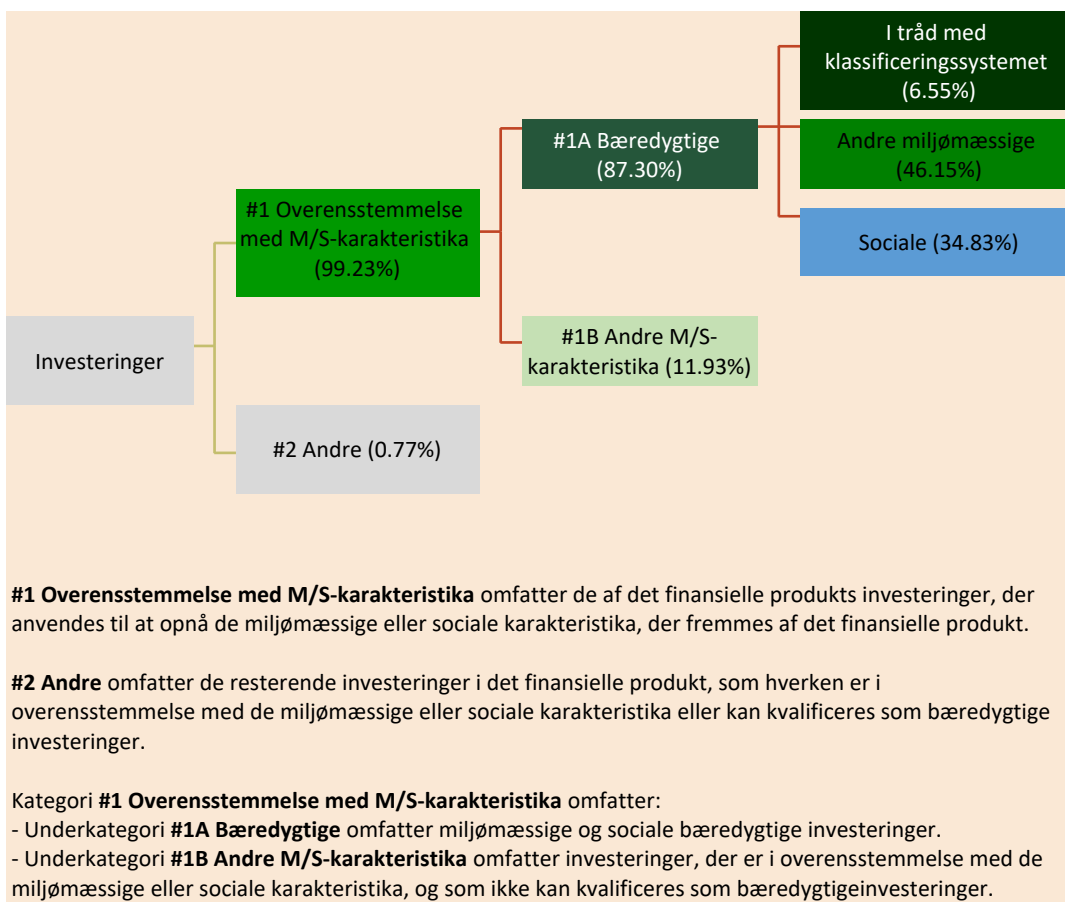 I tråd med
klassificeringssystemet
(6.55%)
#1A Bæredygtige
(87.30%)
Andre miljømæssige
(46.15%)
#1 Overensstemmelse
med M/S-karakteristika
(99.23%)
Sociale (34.83%)
Investeringer
#1B Andre M/S-
karakteristika (11.93%)
#2 Andre (0.77%)
#1 Overensstemmelse med M/S-karakteristika omfatter de af det finansielle produkts investeringer, der
anvendes til at opnå de miljømæssige eller sociale karakteristika, der fremmes af det finansielle produkt.
#2 Andre omfatter de resterende investeringer i det finansielle produkt, som hverken er i
overensstemmelse med de miljømæssige eller sociale karakteristika eller kan kvalificeres som bæredygtige
investeringer.
Kategori #1 Overensstemmelse med M/S-karakteristika omfatter:
- Underkategori #1A Bæredygtige omfatter miljømæssige og sociale bæredygtige investeringer.
- Underkategori #1B Andre M/S-karakteristika omfatter investeringer, der er i overensstemmelse med de
miljømæssige eller sociale karakteristika, og som ikke kan kvalificeres som bæredygtigeinvesteringer.